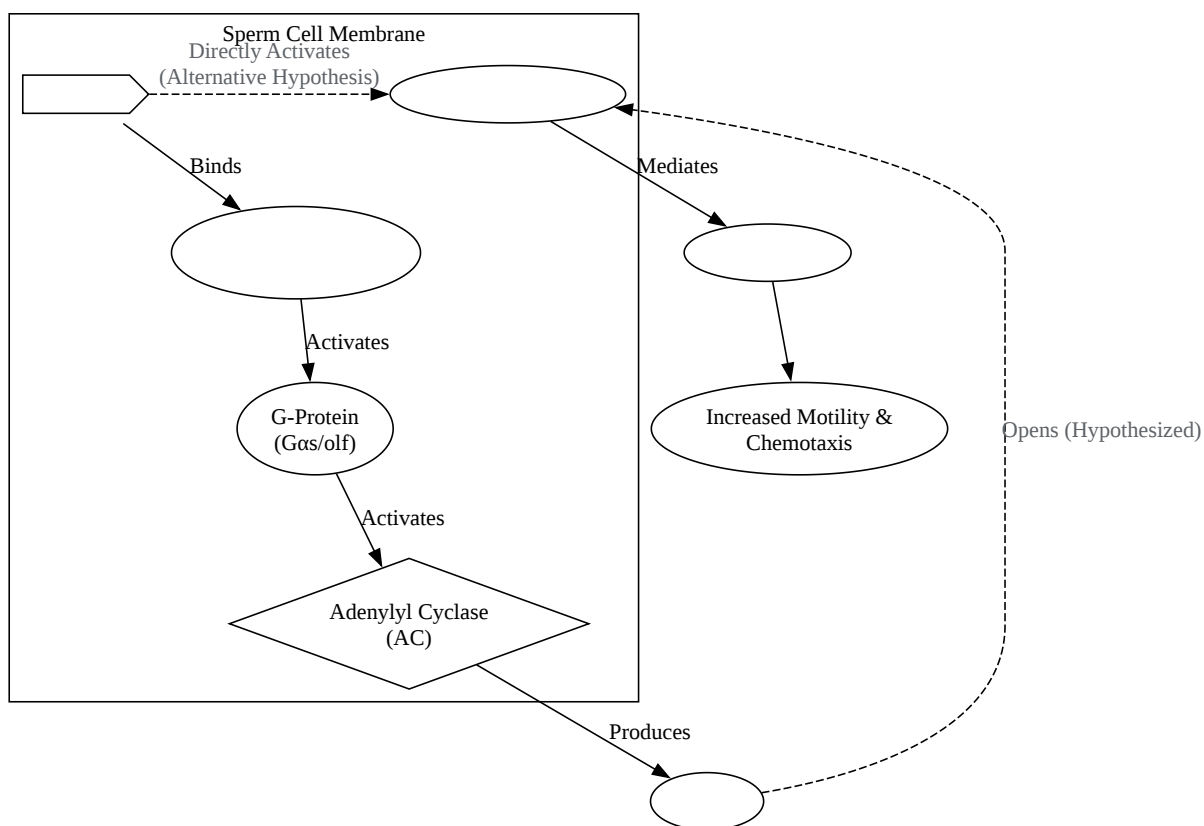 Sperm Cell Membrane
Directly Activates
(Alternative Hypothesis)
Binds
Mediates
Activates
G-Protein
(Gαs/olf)
Increased Motility &
Chemotaxis
Opens (Hypothesized)
Activates
Adenylyl Cyclase
(AC)
Produces